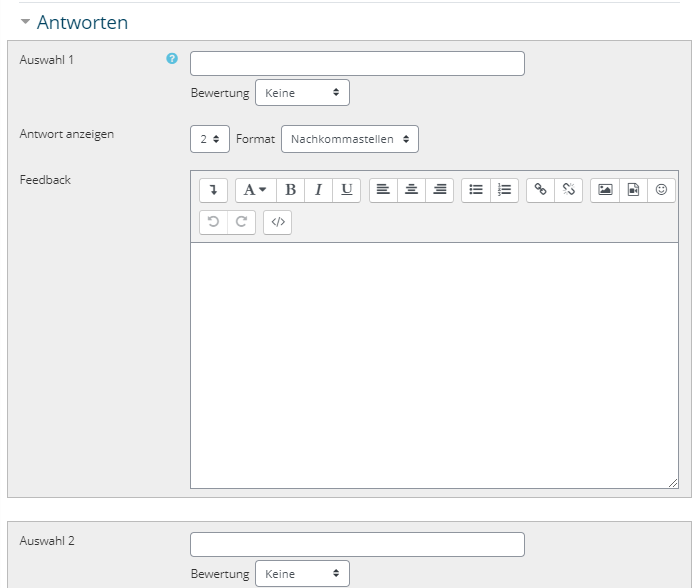 Antworten
Auswahl 1
Bewertung Keine
Antwort anzeigen 2 Format Nachkommastellen
Feedback
A B I U
</>
Auswahl 2
Bewertung Keine